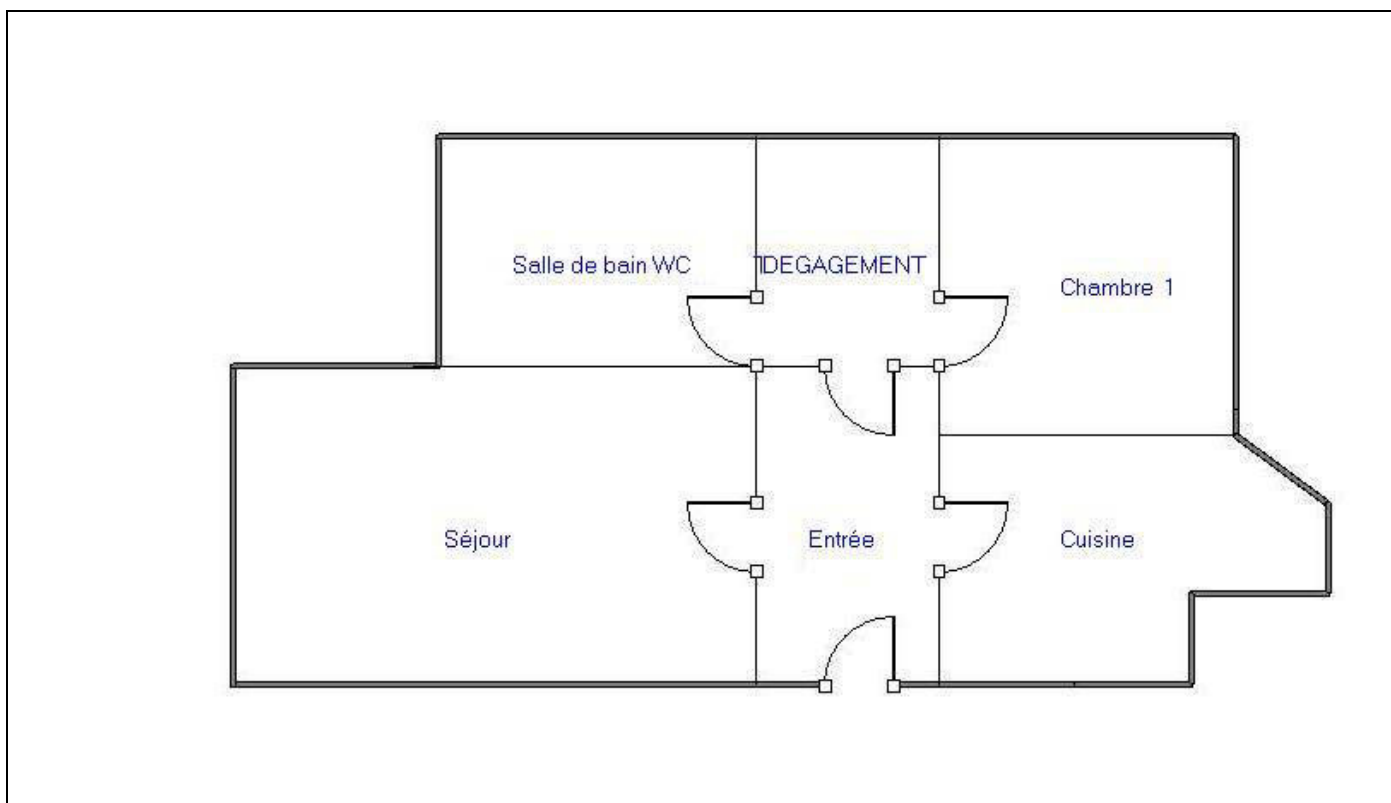 Salle de bain WC
DEGAGEMENT
Chambre 1
Séjour
Entrée
Cuisine